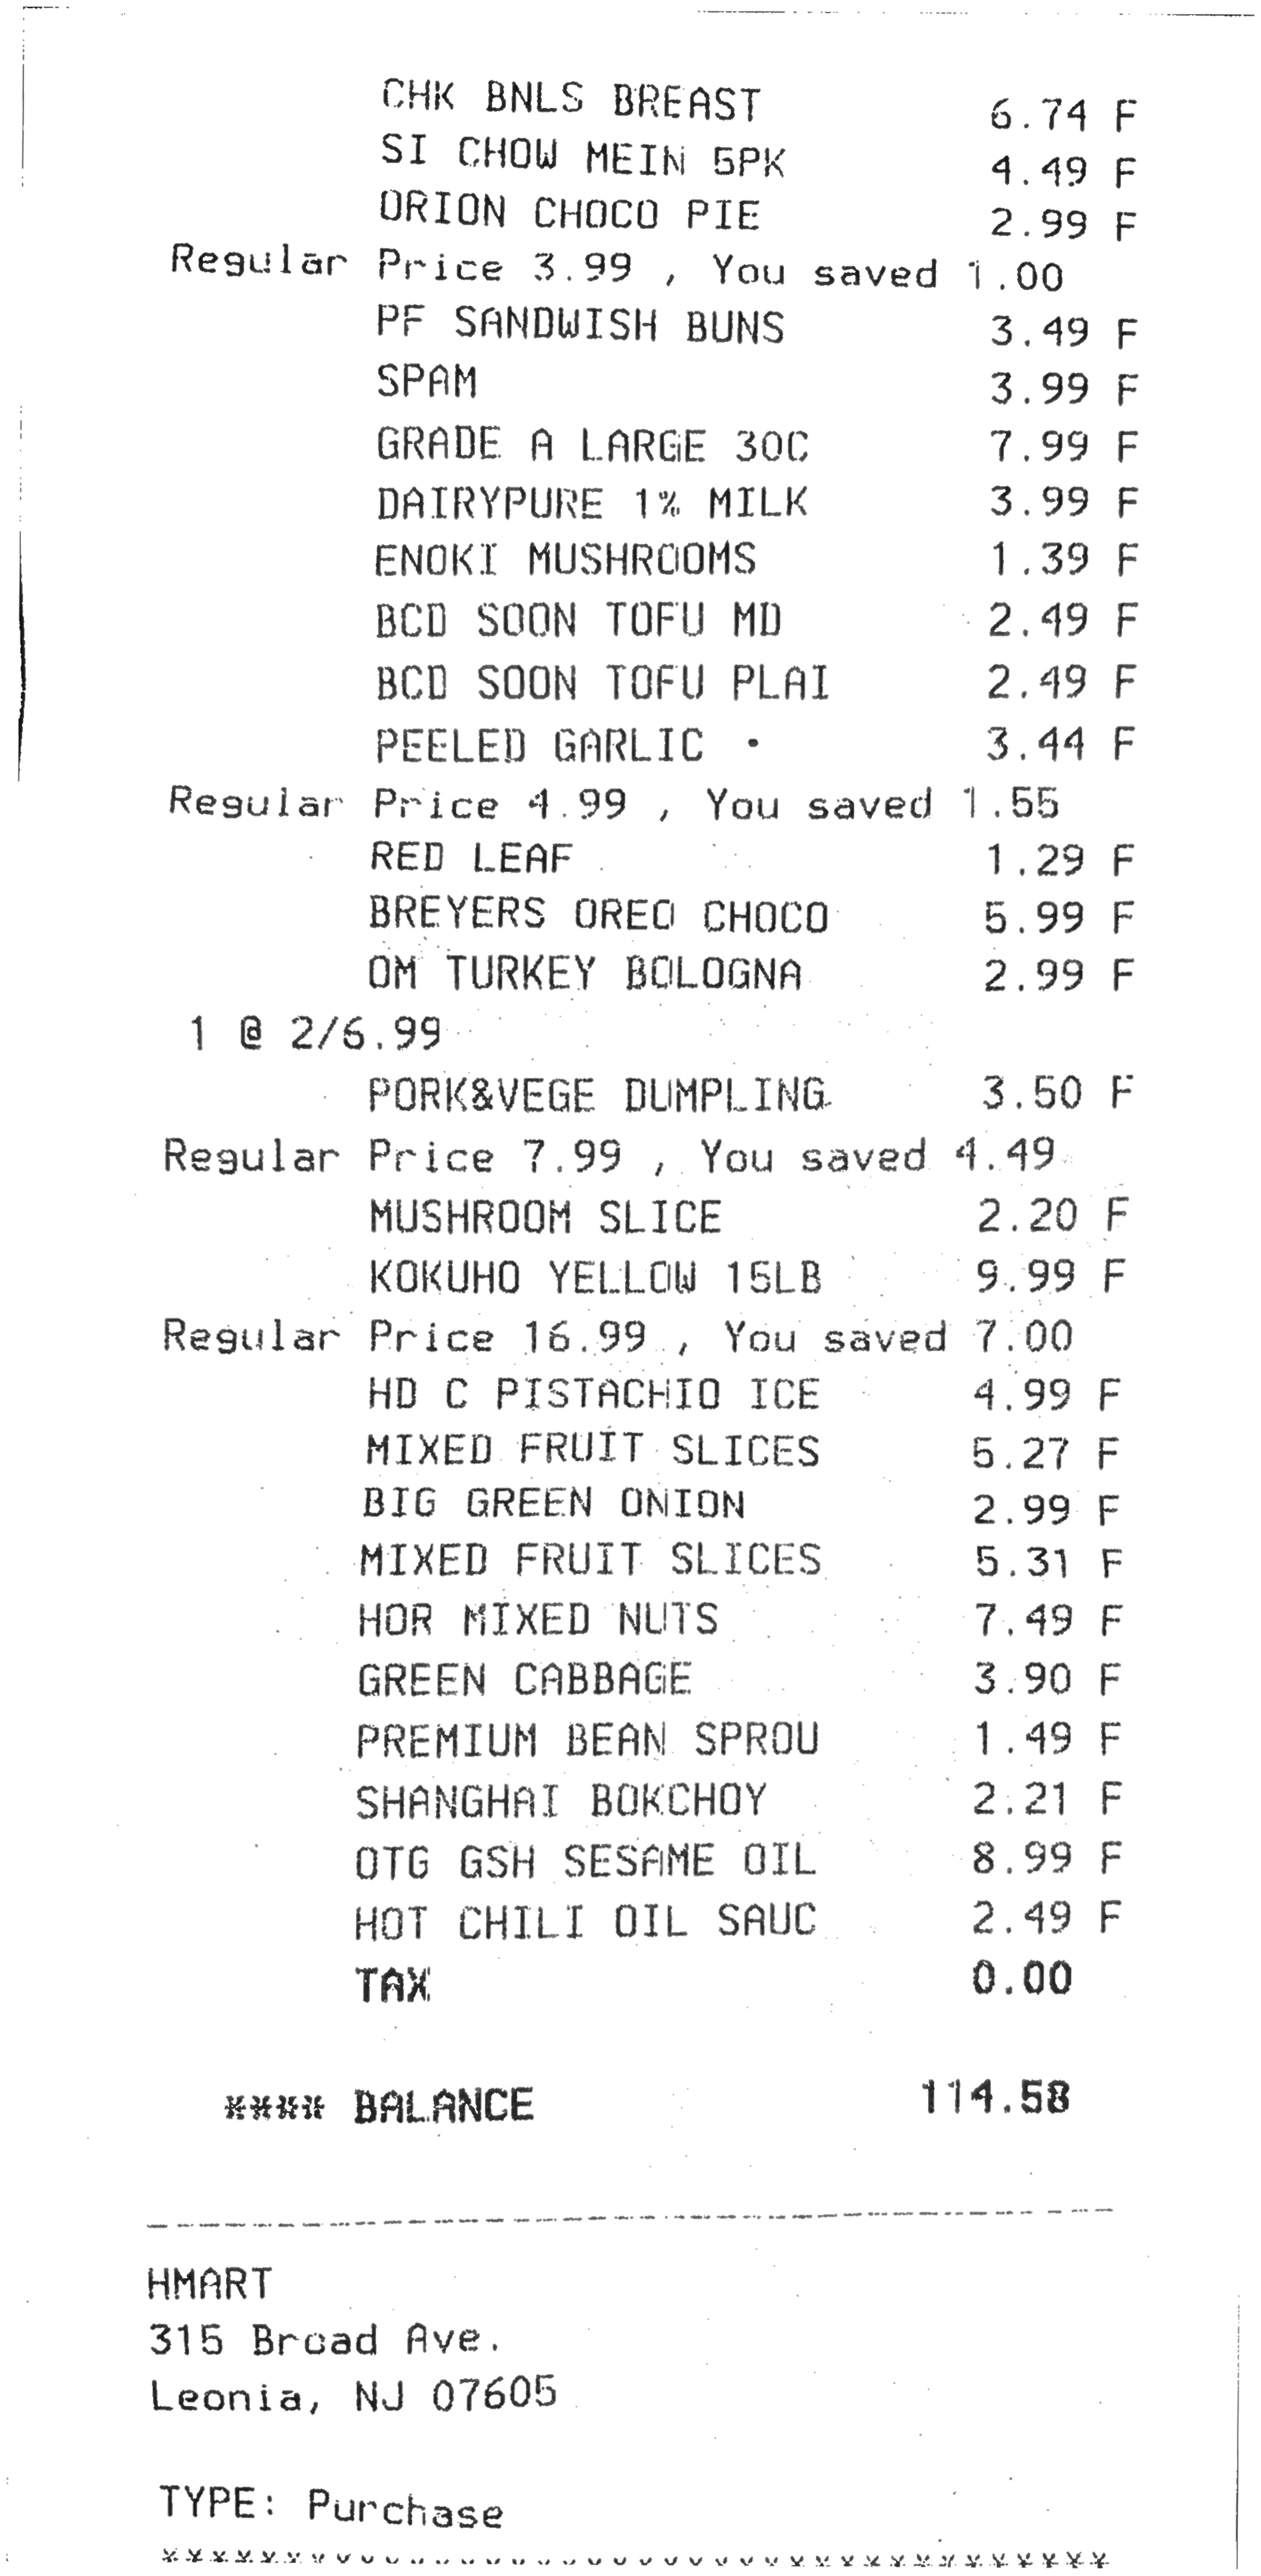 CHK BNLS BREAST 6.74 F
SI CHOW MEIN 5PK 4.49 F
ORION CHOCO PIE 2.99 F
Regular Price 3.99 , You saved 1.00
PF SANDWISH BUNS 3.49 F
SPAM 3.99 F
GRADE A LARGE 30C 7.99 F
DAIRYPURE 1% MILK 3.99 F
ENOKI MUSHROOMS 1.39 F
BCD SOON TOFU MD 2.49 F
BCD SOON TOFU PLAI 2.49 F
PEELED GARLIC 3.44 F
Regular Price 4.99 , You saved 1.55
RED LEAF 1.29 F
BREYERS OREO CHOCO 5.99 F
OM TURKEY BOLOGNA 2.99 F
1 @ 2/6.99
PORK&VEGE DUMPLING 3.50 F
Regular Price 7.99 , You saved 4.49
MUSHROOM SLICE 2.20 F
KOKUHO YELLOW 15LB 9.99 F
Regular Price 16.99 , You saved 7.00
HD C PISTACHIO ICE 4.99 F
MIXED FRUIT SLICES 5.27 F
BIG GREEN ONION 2.99 F
MIXED FRUIT SLICES 5.31 F
HOR MIXED NUTS 7.49 F
GREEN CABBAGE 3.90 F
PREMIUM BEAN SPROU 1.49 F
SHANGHAI BOKCHOY 2.21 F
OTG GSH SESAME OIL 8.99 F
HOT CHILI OIL SAUC 2.49 F
TAX 0.00
**** BALANCE 114.58
HMART
315 Broad Ave.
Leonia, NJ 07605
TYPE: Purchase